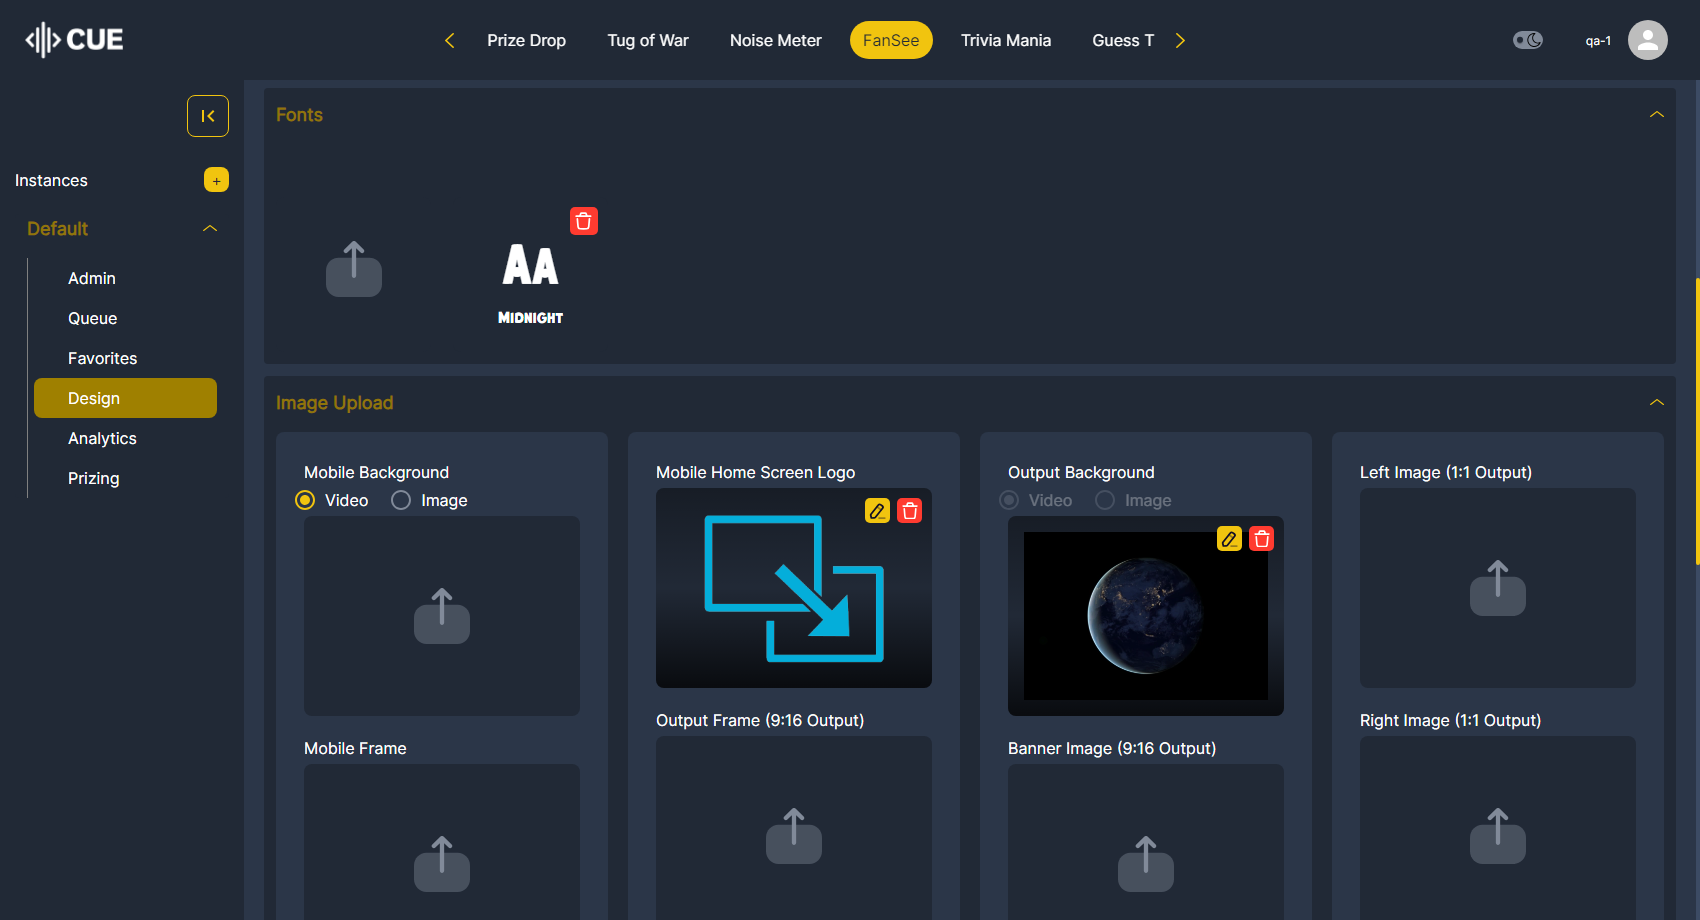 CUE
Prize Drop
Tug of War
Noise Meter
FanSee
Trivia Mania
Guess T
qa-1
Instances
+
Default
Admin
Queue
Favorites
Design
Analytics
Prizing
Fonts
AA
MIDNIGHT
Image Upload
Mobile Background
Video
Image
Mobile Home Screen Logo
Output Background
Video
Image
Left Image (1:1 Output)
Mobile Frame
Output Frame (9:16 Output)
Banner Image (9:16 Output)
Right Image (1:1 Output)